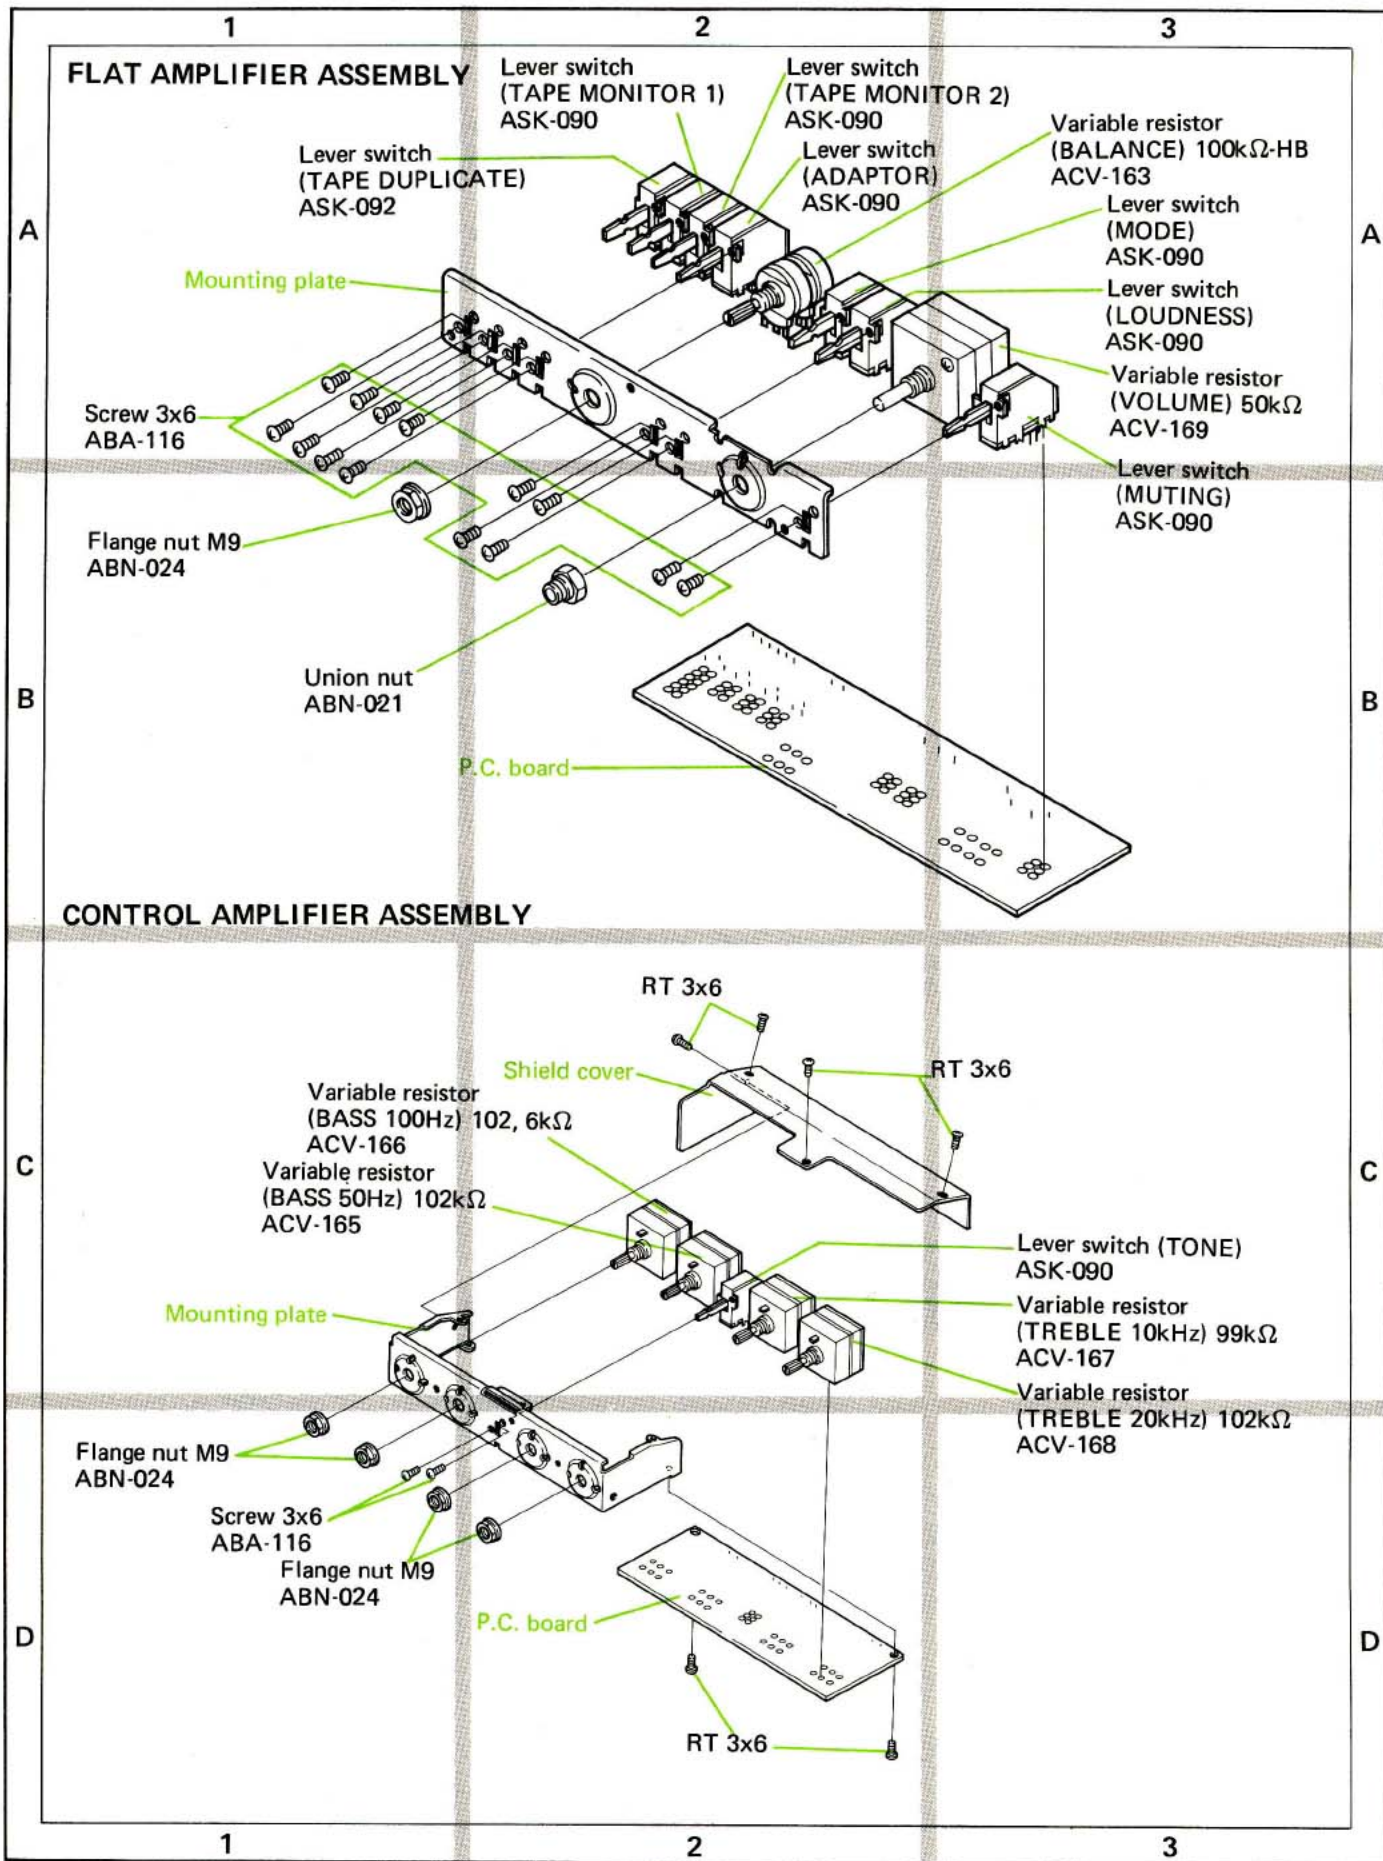 1 2 3
FLAT AMPLIFIER ASSEMBLY
Lever switch
(TAPE MONITOR 1)
ASK-090
Lever switch
(TAPE MONITOR 2)
ASK-090
Lever switch
(TAPE DUPLICATE)
ASK-092
Lever switch
(ADAPTOR)
ASK-090
Variable resistor
(BALANCE) 100kΩ-HB
ACV-163
Lever switch
(MODE)
ASK-090
A A
Mounting plate
Lever switch
(LOUDNESS)
ASK-090
Variable resistor
(VOLUME) 50kΩ
ACV-169
Screw 3x6
ABA-116
Lever switch
(MUTING)
ASK-090
Flange nut M9
ABN-024
Union nut
ABN-021
B B
P.C. board
CONTROL AMPLIFIER ASSEMBLY
RT 3x6
Shield cover
RT 3x6
Variable resistor
(BASS 100Hz) 102, 6kΩ
ACV-166
C C
Variable resistor
(BASS 50Hz) 102kΩ
ACV-165
Lever switch (TONE)
ASK-090
Mounting plate
Variable resistor
(TREBLE 10kHz) 99kΩ
ACV-167
Variable resistor
(TREBLE 20kHz) 102kΩ
ACV-168
Flange nut M9
ABN-024
Screw 3x6
ABA-116
Flange nut M9
ABN-024
P.C. board
D D
RT 3x6
1 2 3